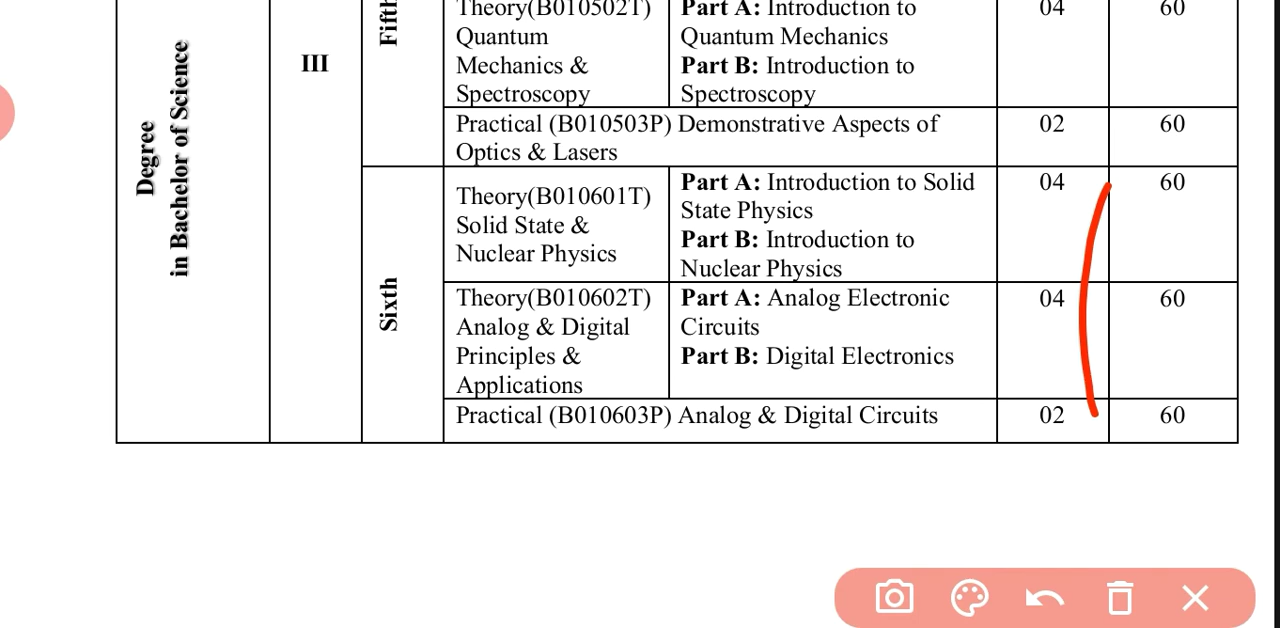 Degree
in Bachelor of Science
III
Fifth
Theory(B010502T)
Quantum
Mechanics &
Spectroscopy
Part A: Introduction to
Quantum Mechanics
Part B: Introduction to
Spectroscopy
04
60
Practical (B010503P) Demonstrative Aspects of
Optics & Lasers
02
60
Sixth
Theory(B010601T)
Solid State &
Nuclear Physics
Part A: Introduction to Solid
State Physics
Part B: Introduction to
Nuclear Physics
04
60
Theory(B010602T)
Analog & Digital
Principles &
Applications
Part A: Analog Electronic
Circuits
Part B: Digital Electronics
04
60
Practical (B010603P) Analog & Digital Circuits
02
60